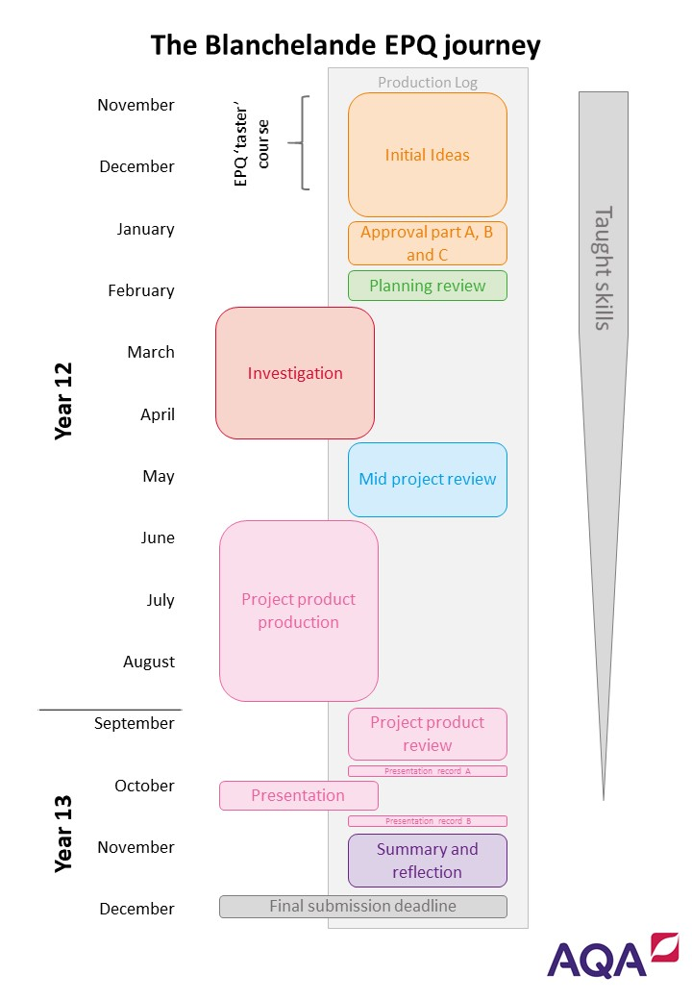 The Blanchelande EPQ journey
Production Log
November
EPQ ‘taster’
course
Initial Ideas
December
January
Approval part A, B
and C
Taught skills
February
Planning review
March
Investigation
Year 12
April
May
Mid project review
June
July
Project product
production
August
September
Project product
review
Presentation record A
October
Presentation
Year 13
Presentation record B
November
Summary and
reflection
December
Final submission deadline
AQA